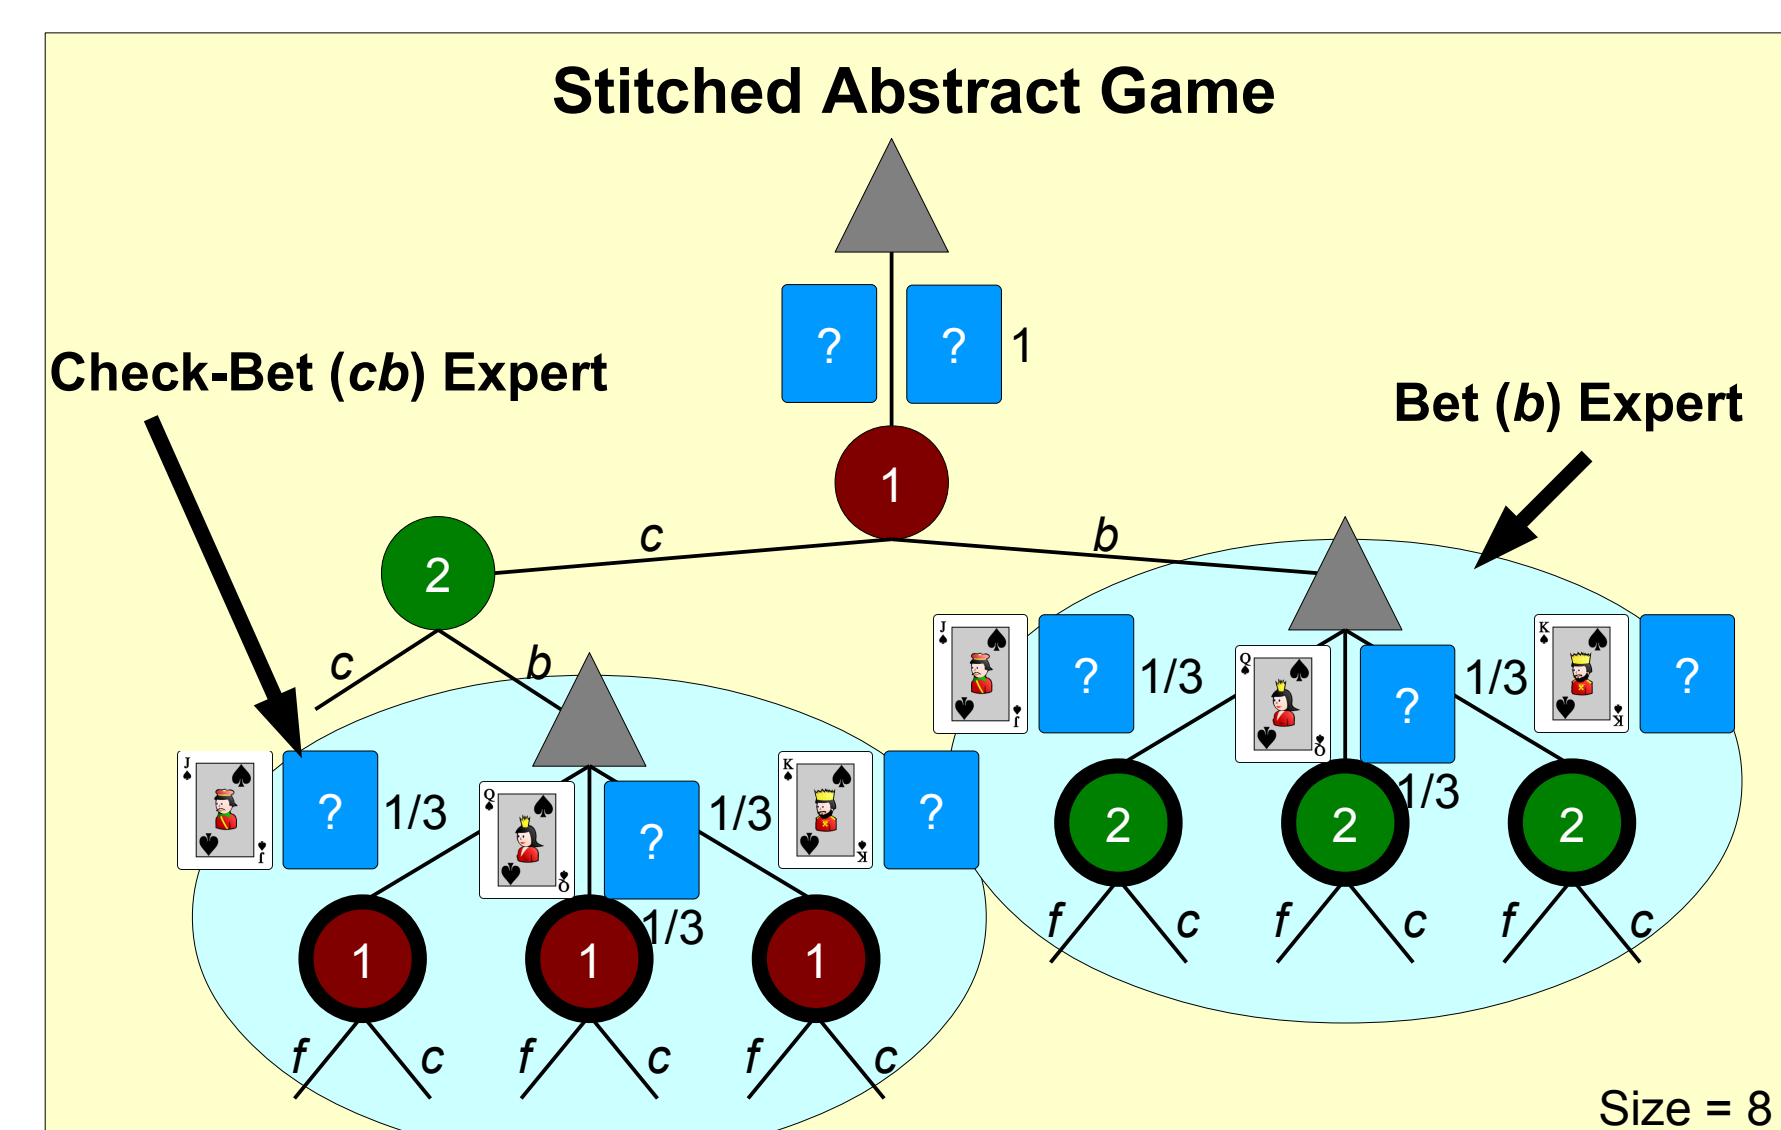 Stitched Abstract Game
? ? 1
Check-Bet (cb) Expert
Bet (b) Expert
1
c b
2
c b
J ? 1/3 Q ? 1/3 K ?
1/3
2 2 2
f c f c f c
J ? 1/3 Q ? 1/3 K ?
1/3
1 1 1
f c f c f c
Size = 8